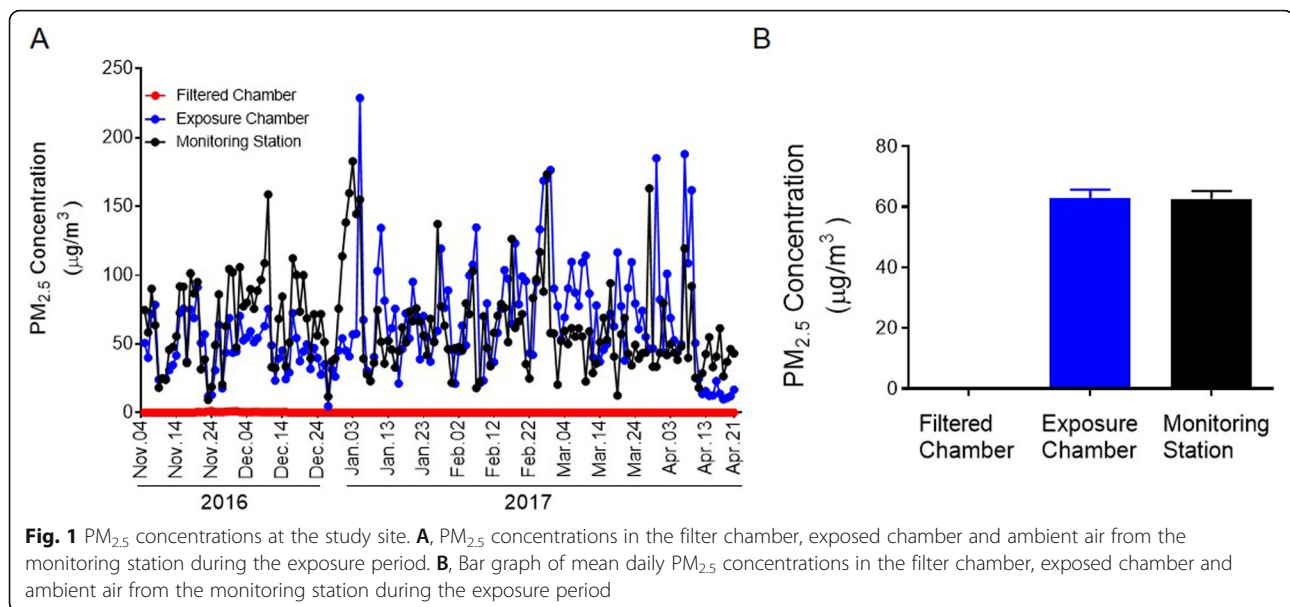 A
B
250
200
150
100
50
0
PM2.5 Concentration
(μg/m3)
Filtered Chamber
Exposure Chamber
Monitoring Station
Nov.04
Nov.14
Nov.24
Dec.04
Dec.14
Dec.24
Jan.03
Jan.13
Jan.23
Feb.02
Feb.12
Feb.22
Mar.04
Mar.14
Mar.24
Apr.03
Apr.13
Apr.21
2016
2017
80
60
40
20
0
PM2.5 Concentration
(μg/m3)
Filtered
Chamber
Exposure
Chamber
Monitoring
Station
Fig. 1 PM2.5 concentrations at the study site. A, PM2.5 concentrations in the filter chamber, exposed chamber and ambient air from the
monitoring station during the exposure period. B, Bar graph of mean daily PM2.5 concentrations in the filter chamber, exposed chamber and
ambient air from the monitoring station during the exposure period